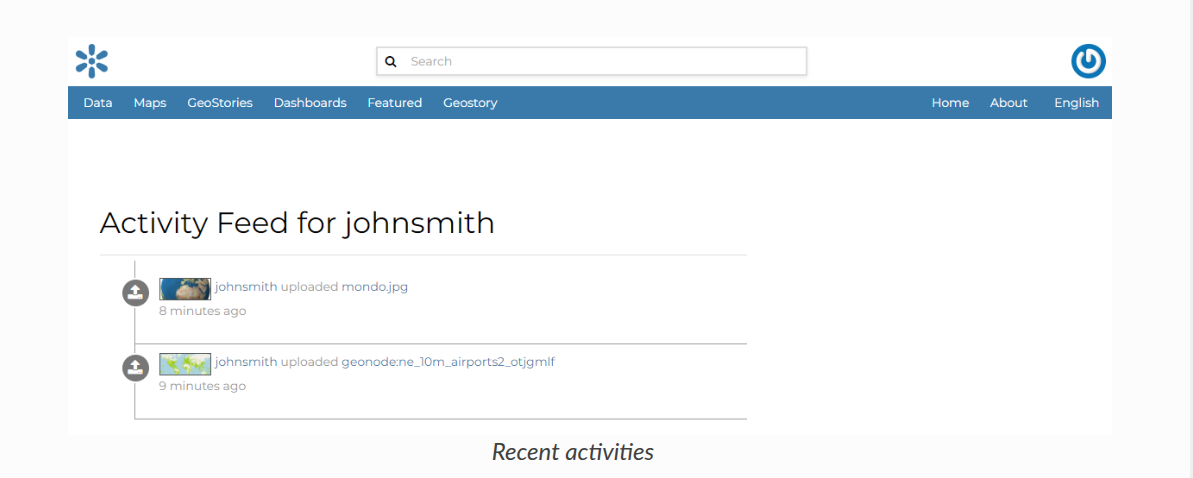 Search
Data Maps GeoStories Dashboards Featured Geostory Home About English
Activity Feed for johnsmith
johnsmith uploaded mondo.jpg
8 minutes ago
johnsmith uploaded geonode:ne_10m_airports2_otjgmlf
9 minutes ago
Recent activities